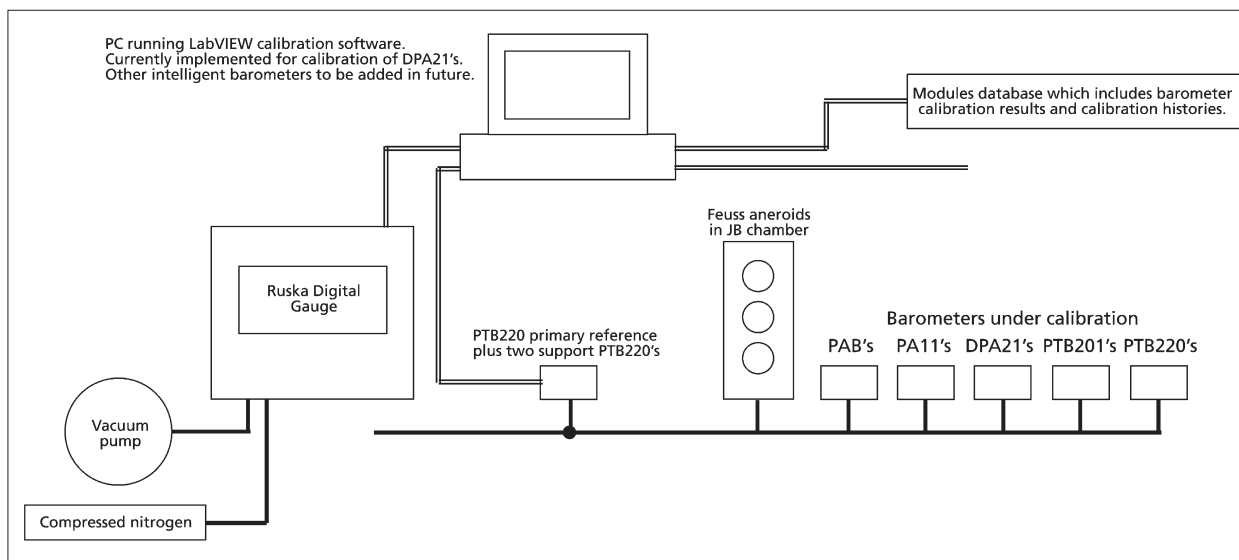 PC running LabVIEW calibration software.
Currently implemented for calibration of DPA21's.
Other intelligent barometers to be added in future.
Modules database which includes barometer
calibration results and calibration histories.
Feuss aneroids
in JB chamber
Ruska Digital
Gauge
PTB220 primary reference
plus two support PTB220's
Barometers under calibration
PAB's PA11's DPA21's PTB201's PTB220's
Vacuum
pump
Compressed nitrogen